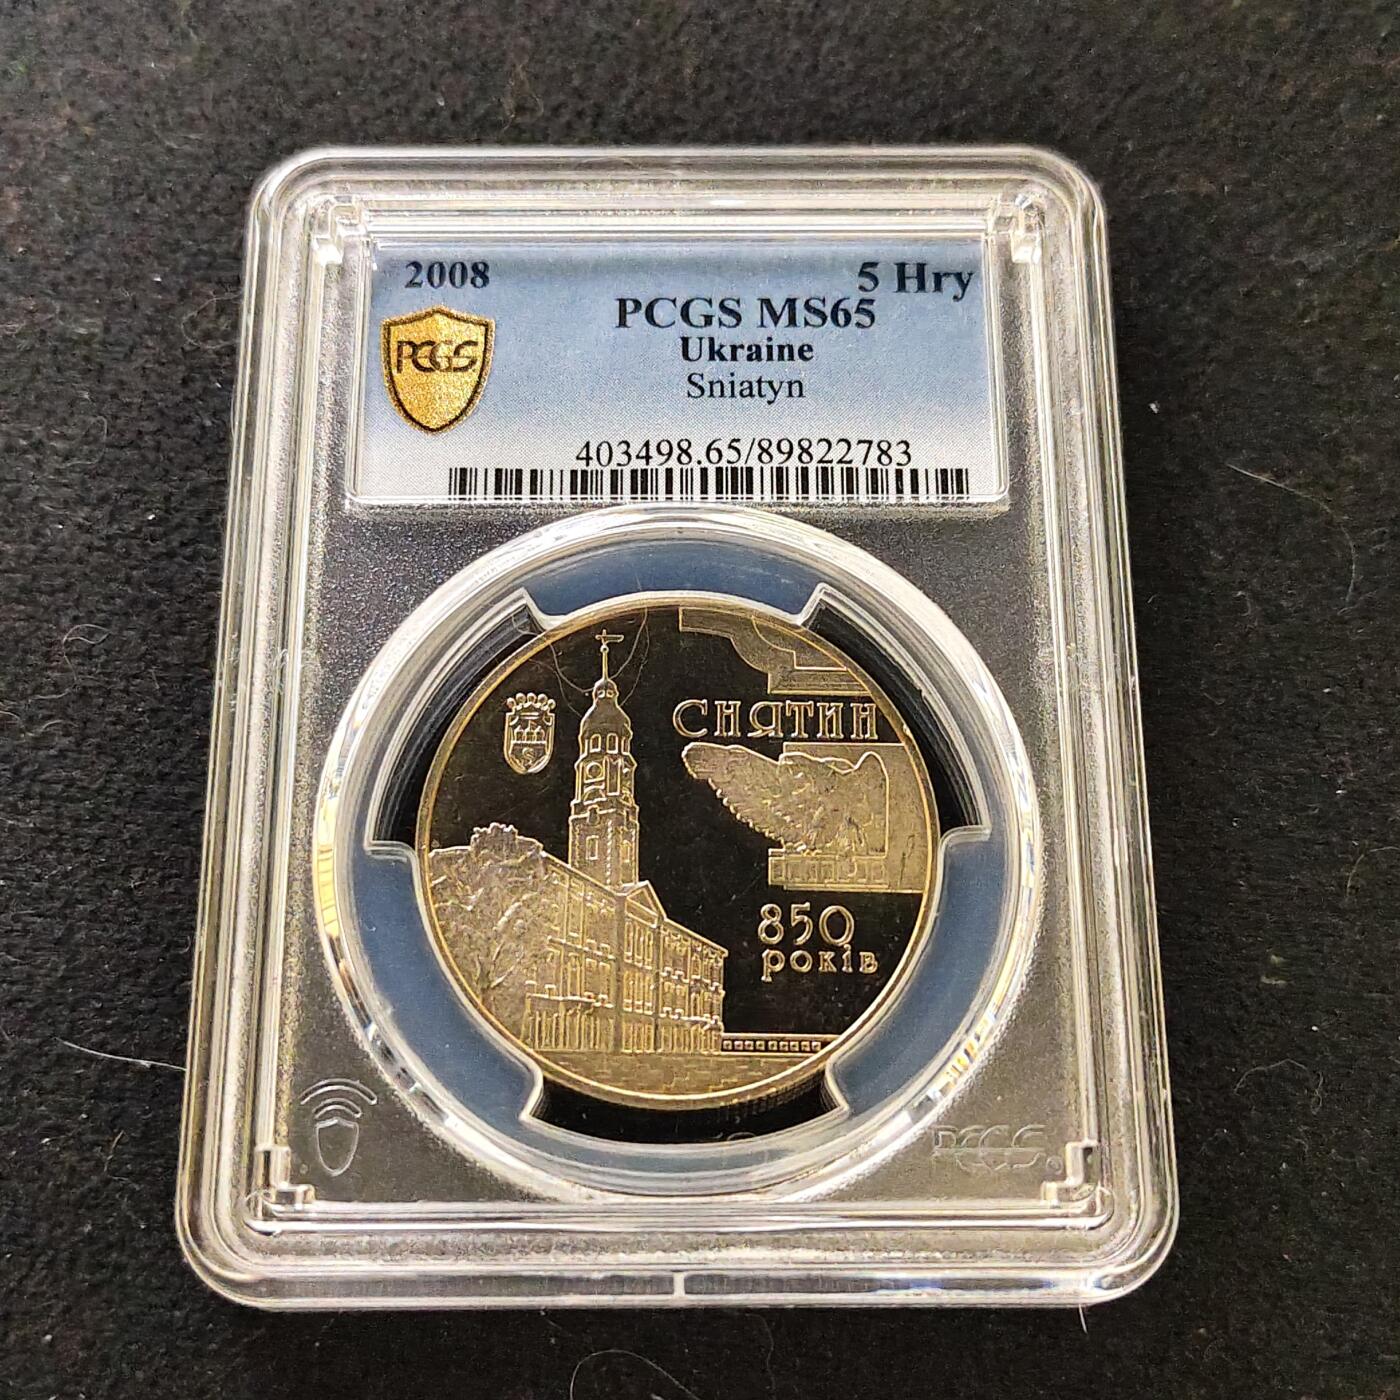 2008
5 Hry
PCGS MS65
Ukraine
PCGS
Sniatyn
403498.65/89822783
СНЯТИН
S
850
років
PCGS